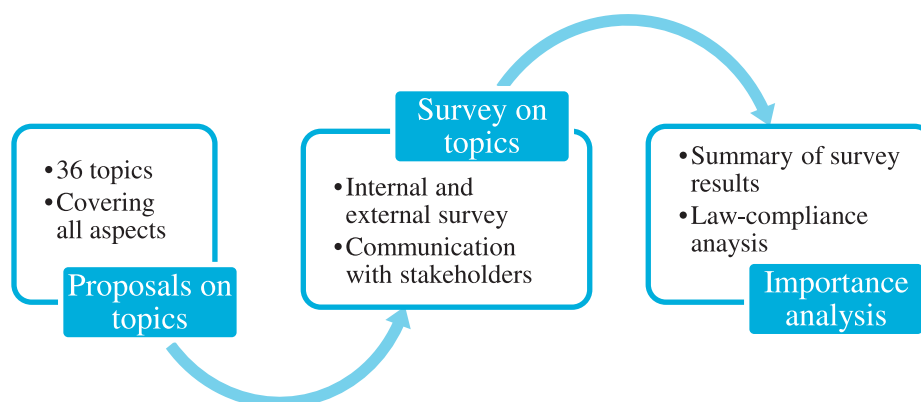 •36 topics
•Covering
all aspects
Proposals on
topics
Survey on
topics
•Internal and
external survey
•Communication
with stakeholders
•Summary of survey
results
•Law-compliance
anaysis
Importance
analysis